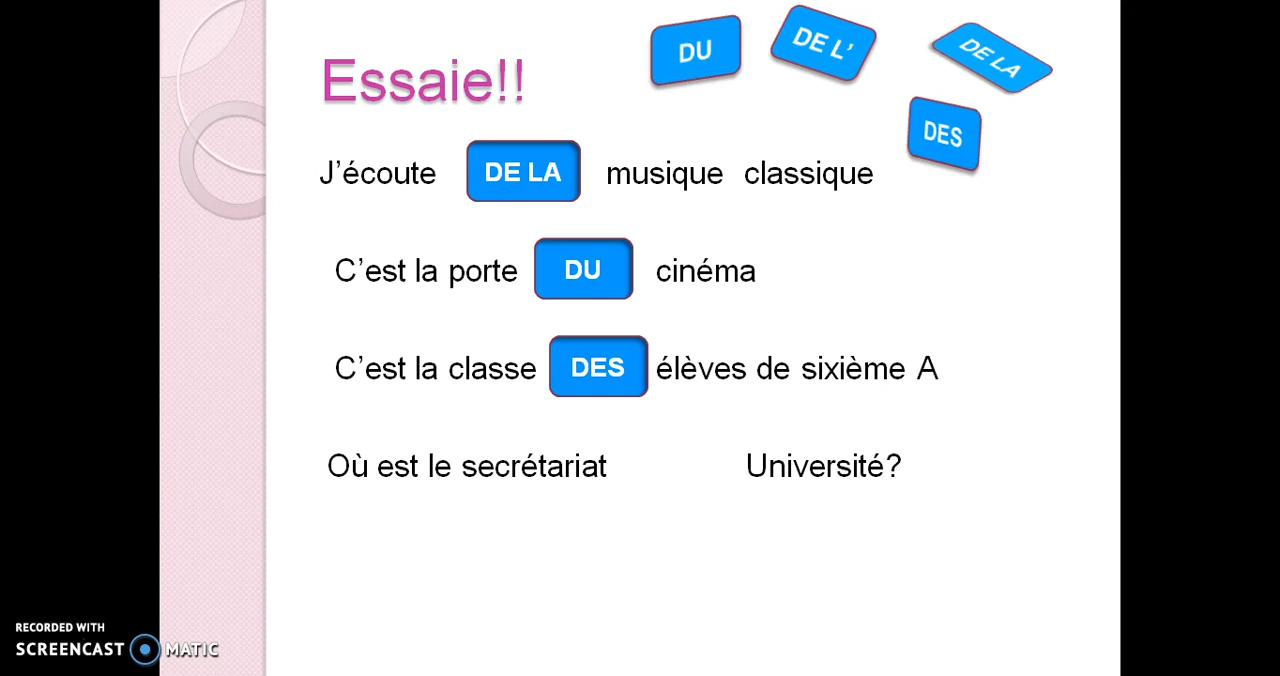 DU
DE L’
DE LA
DES
Essaie!!
J’écoute DE LA musique classique
C’est la porte DU cinéma
C’est la classe DES élèves de sixième A
Où est le secrétariat Université?
RECORDED WITH
SCREENCAST MATIC